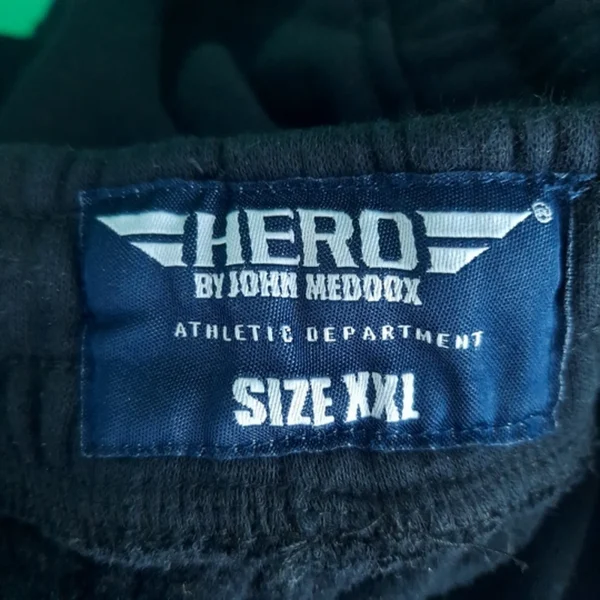 HERO®
BY JOHN MEDOOX
ATHLETIC DEPARTMENT
SIZE XXL